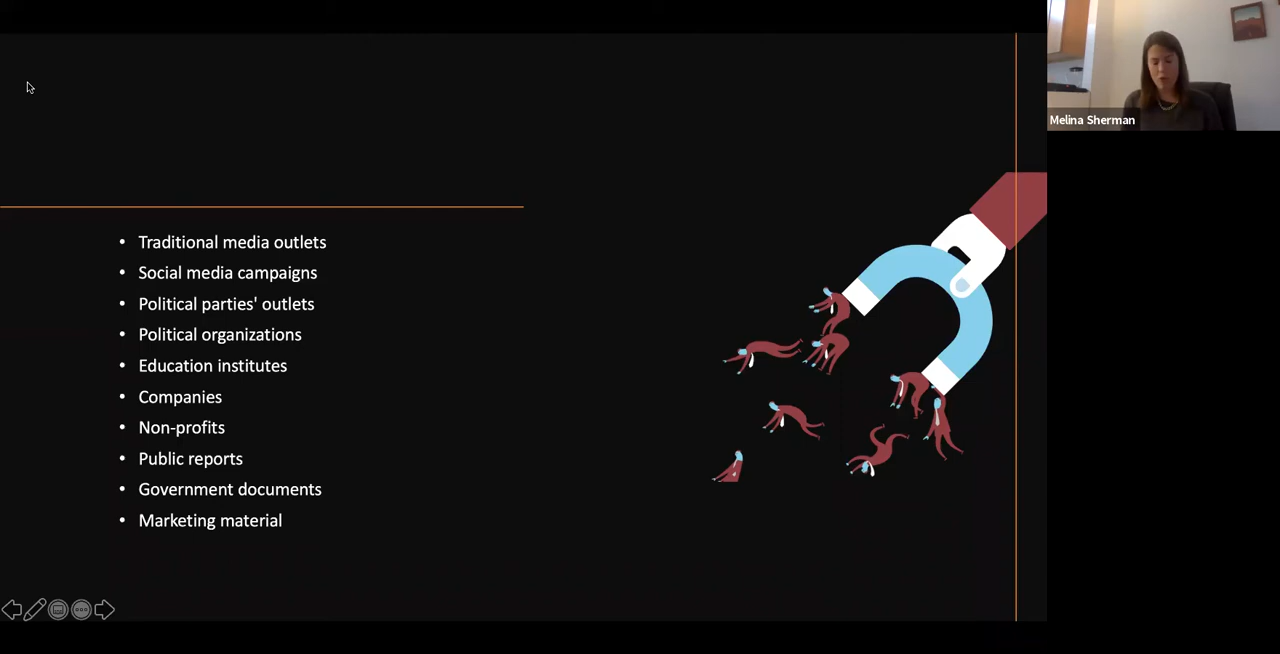 Melina Sherman
• Traditional media outlets
• Social media campaigns
• Political parties' outlets
• Political organizations
• Education institutes
• Companies
• Non-profits
• Public reports
• Government documents
• Marketing material